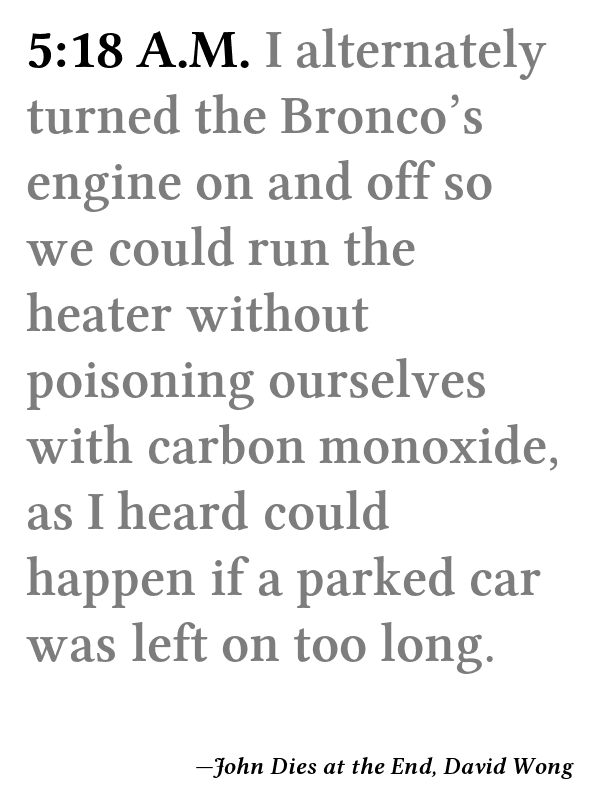 5:18 A.M. I alternately
turned the Bronco’s
engine on and off so
we could run the
heater without
poisoning ourselves
with carbon monoxide,
as I heard could
happen if a parked car
was left on too long.
—John Dies at the End, David Wong